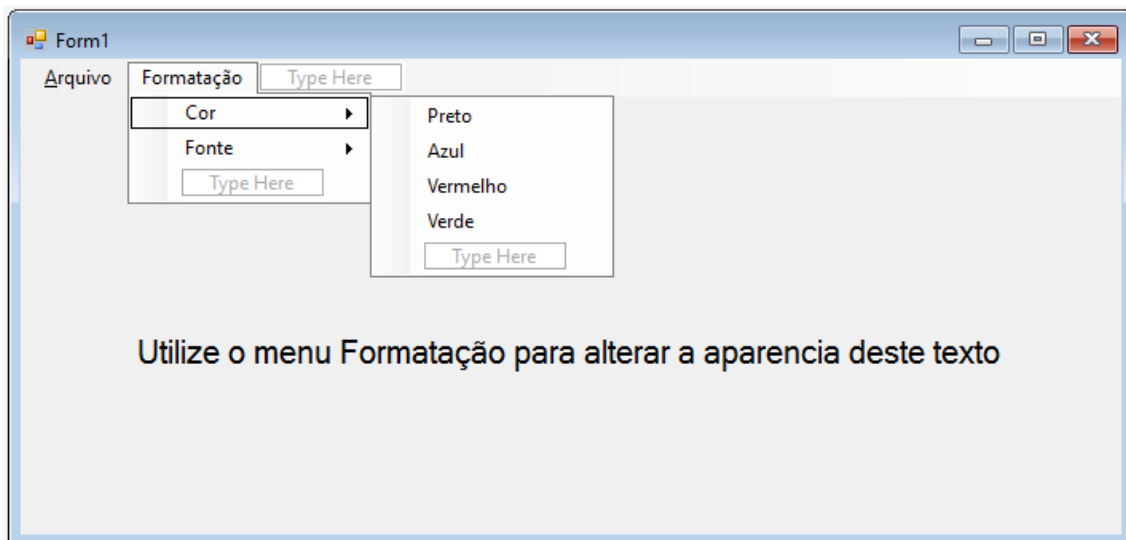 Form1
Arquivo Formatação Type Here
Cor Preto
Azul
Fonte
Type Here Vermelho
Verde
Type Here
Utilize o menu Formatação para alterar a aparencia deste texto